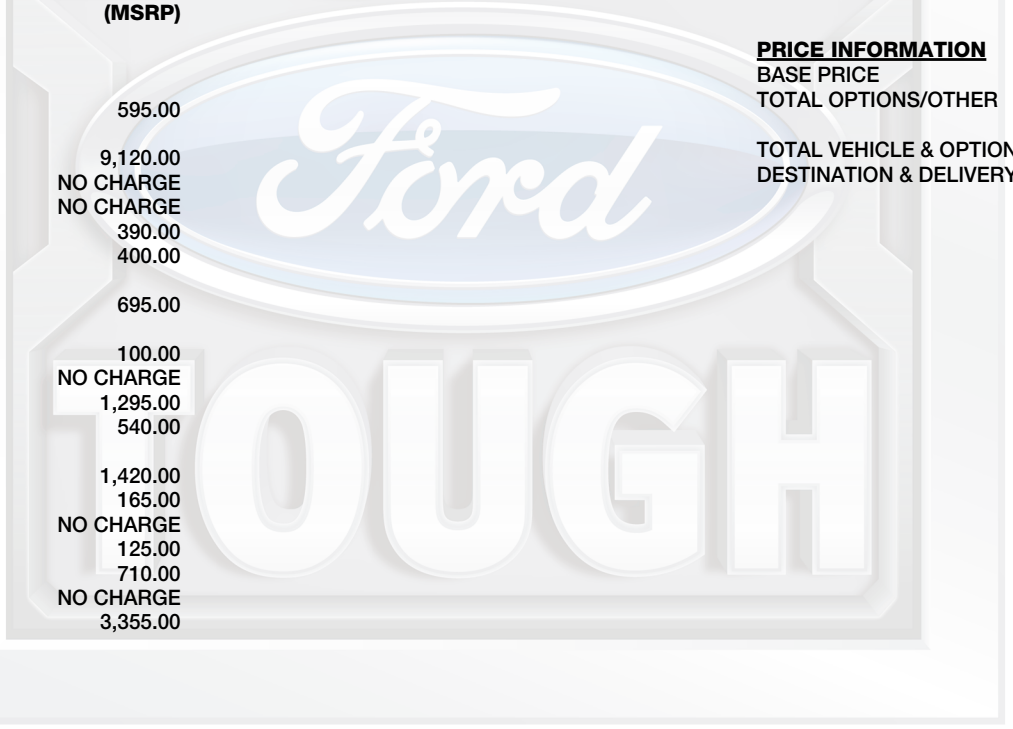 (MSRP)
595.00
9,120.00
NO CHARGE
NO CHARGE
390.00
400.00
695.00
100.00
NO CHARGE
1,295.00
540.00
1,420.00
165.00
NO CHARGE
125.00
710.00
NO CHARGE
3,355.00
PRICE INFORMATION
BASE PRICE
TOTAL OPTIONS/OTHER
TOTAL VEHICLE & OPTION
DESTINATION & DELIVERY
Ford
TOUGH